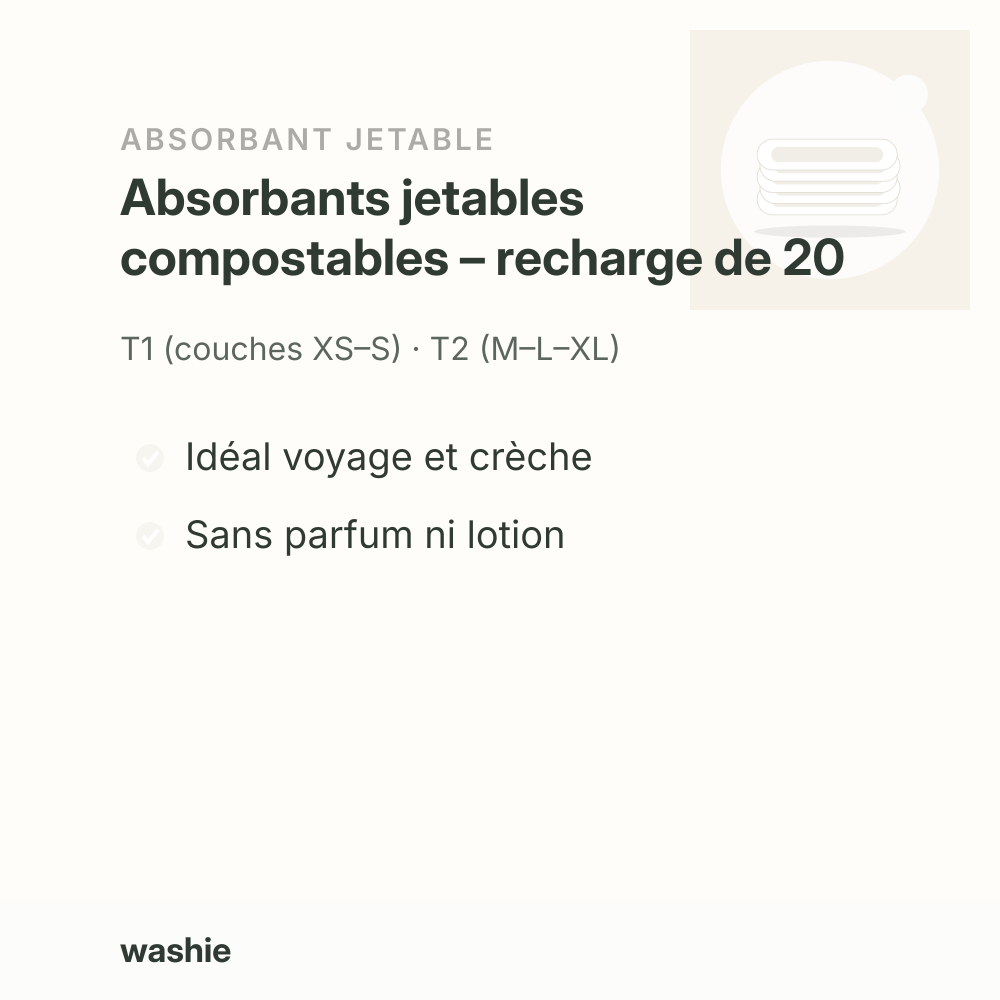 ABSORBANT JETABLE
Absorbants jetables
compostables – recharge de 20
T1 (couches XS–S) · T2 (M–L–XL)
Idéal voyage et crèche
Sans parfum ni lotion
washie